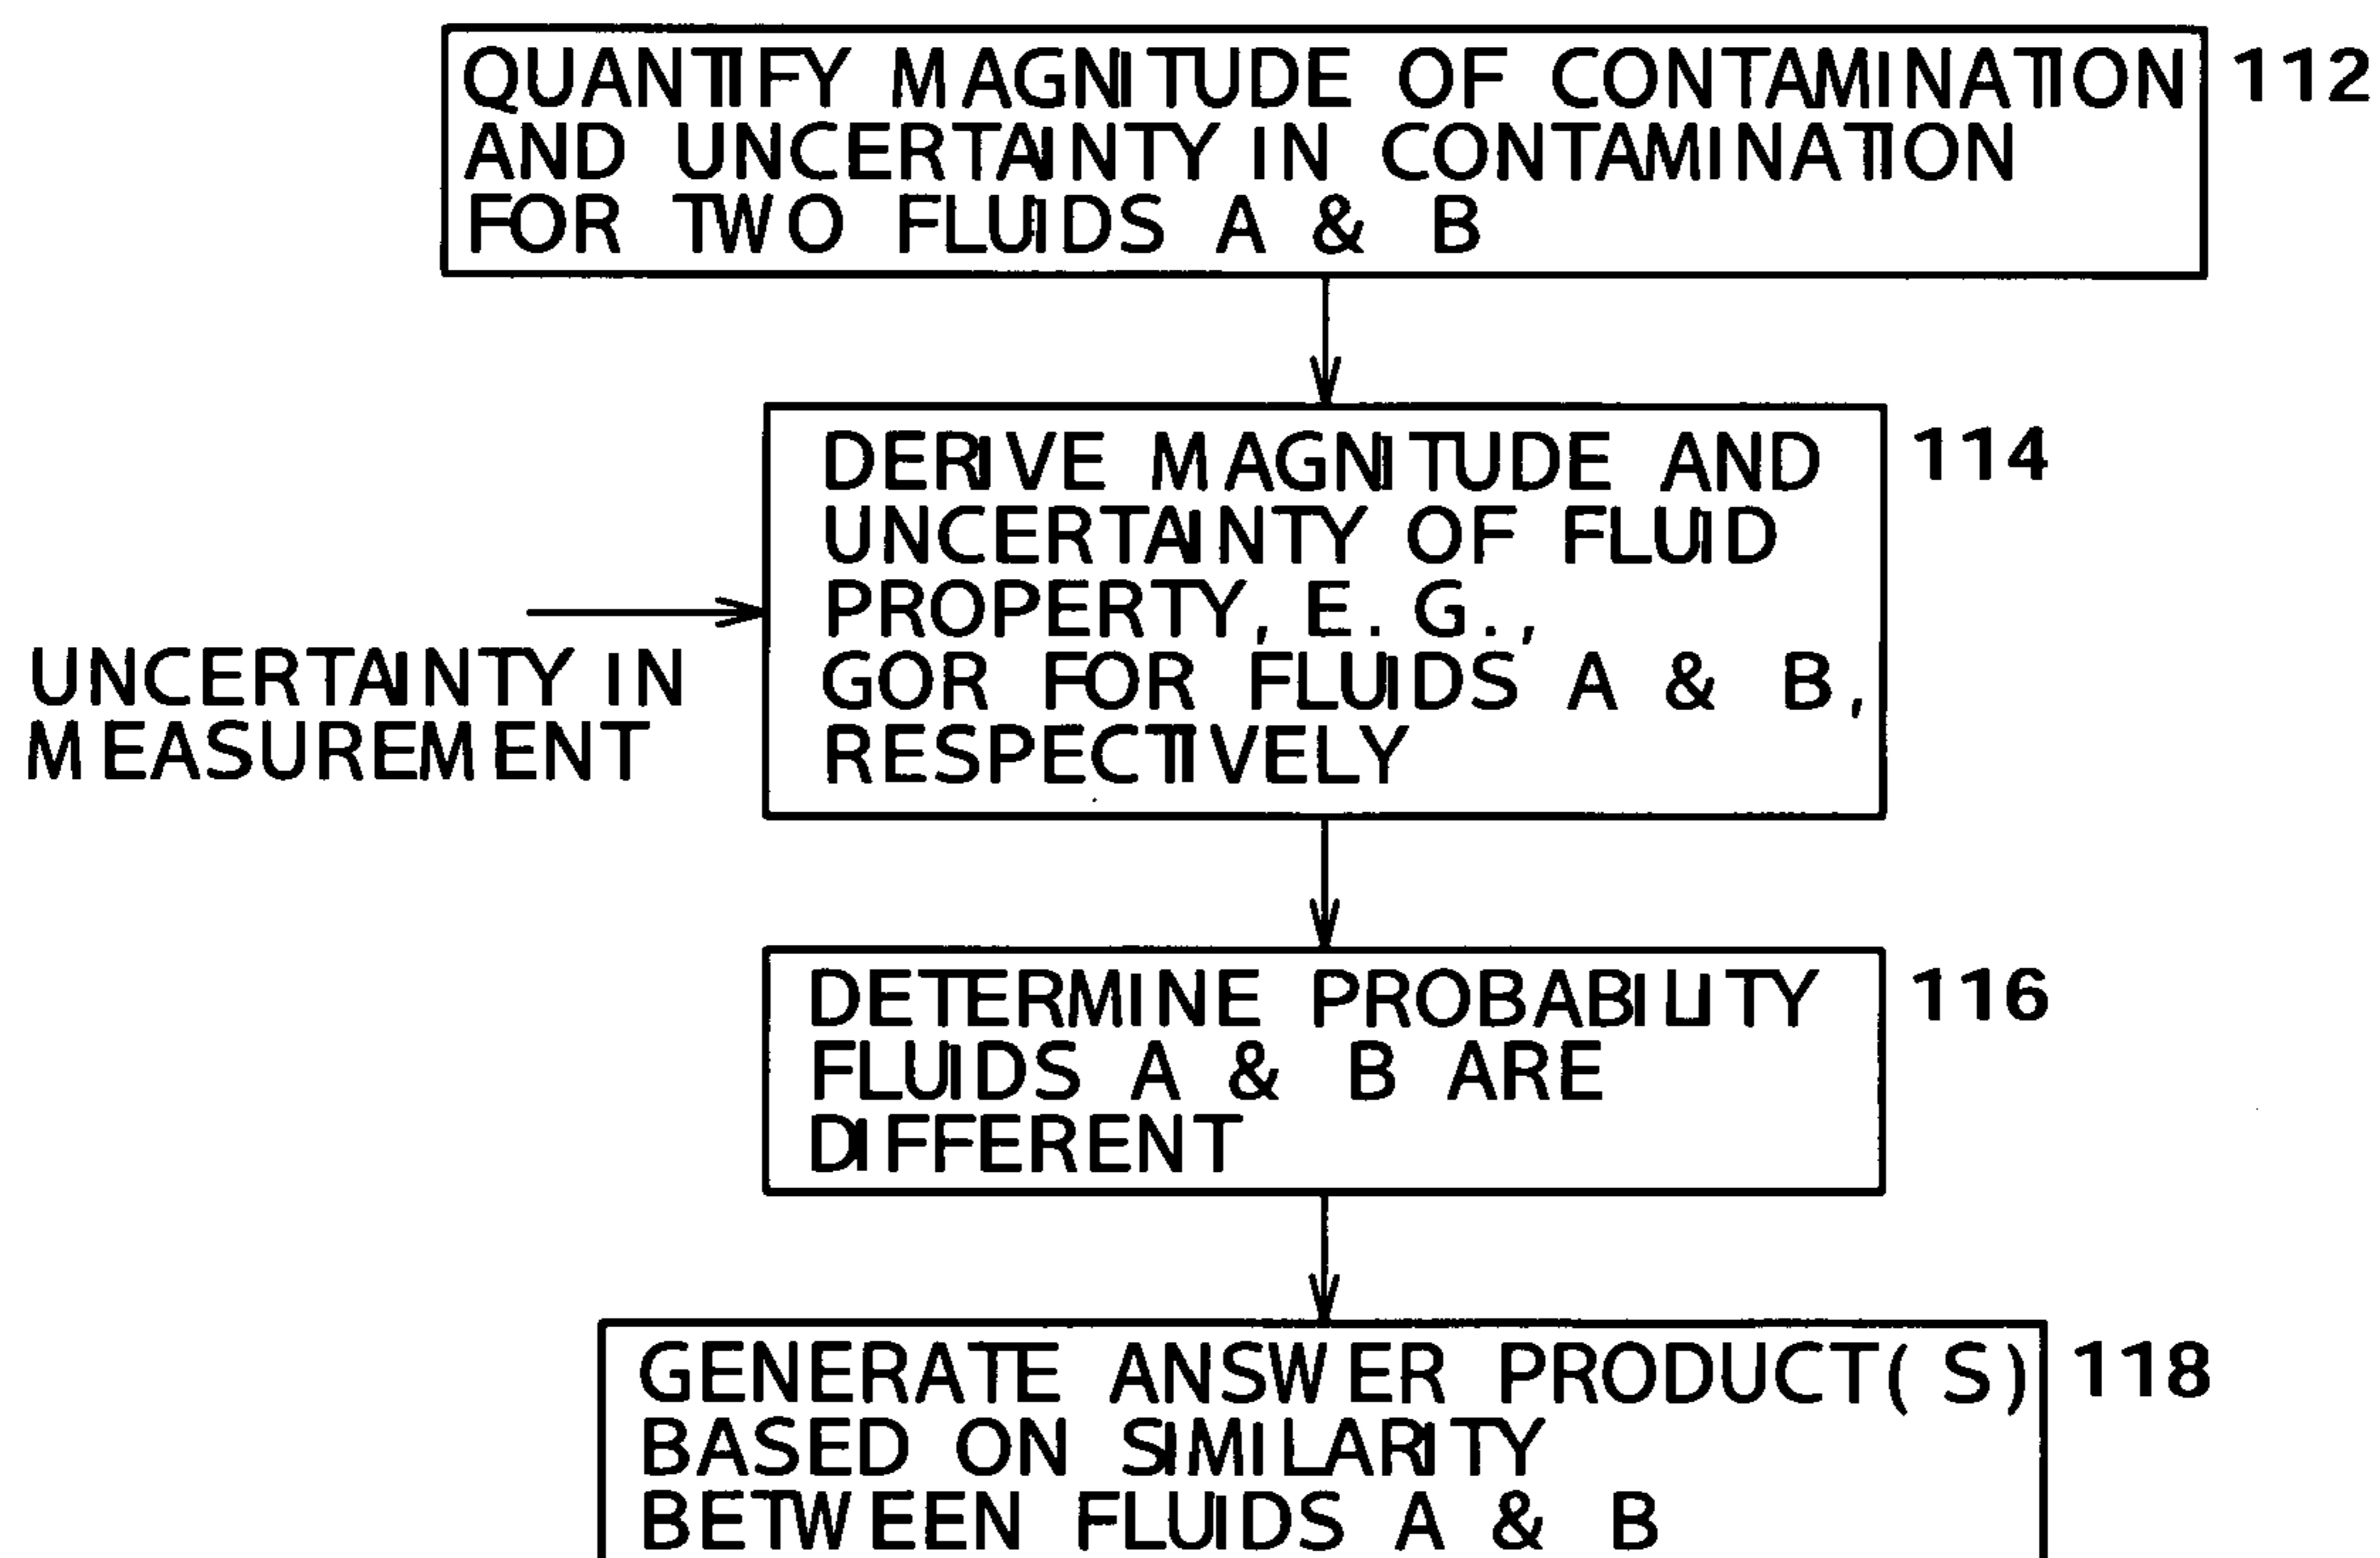 QUANTIFY MAGNITUDE OF CONTAMINATION 112
AND UNCERTAINTY IN CONTAMINATION
FOR TWO FLUIDS A & B
DERIVE MAGNITUDE AND 114
UNCERTAINTY OF FLUID
PROPERTY, E. G.,
GOR FOR FLUIDS A & B,
RESPECTIVELY
UNCERTAINTY IN
MEASUREMENT
DETERMINE PROBABILITY 116
FLUIDS A & B ARE
DIFFERENT
GENERATE ANSWER PRODUCT(S) 118
BASED ON SIMILARITY
BETWEEN FLUIDS A & B